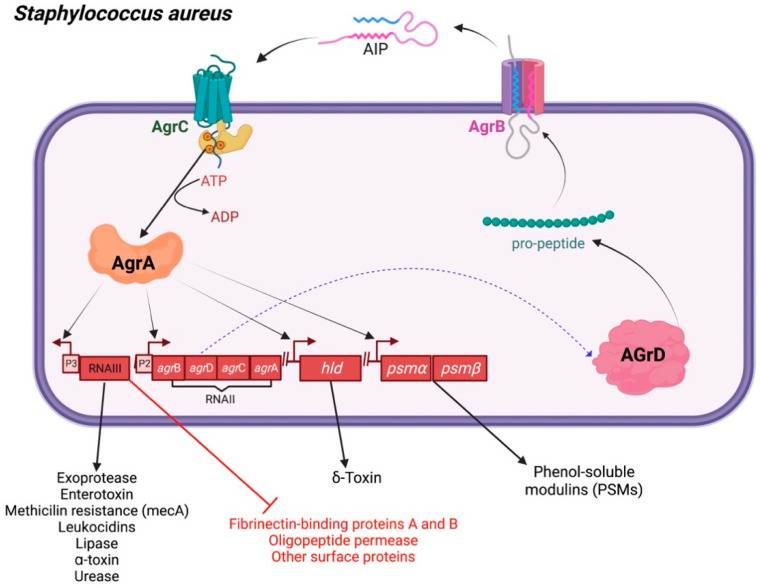 Staphylococcus aureus
AIP
AgrC
AgrB
ATP
ADP
pro-peptide
AgrA
AGrD
P3
RNAIII
P2
agrB
agrD
agrC
agrA
hld
psmα
psmβ
RNAII
Exoprotease
Enterotoxin
Methicilin resistance (mecA)
Leukocidins
Lipase
α-toxin
Urease
Fibrinectin-binding proteins A and B
Oligopeptide permease
Other surface proteins
δ-Toxin
Phenol-soluble
modulins (PSMs)